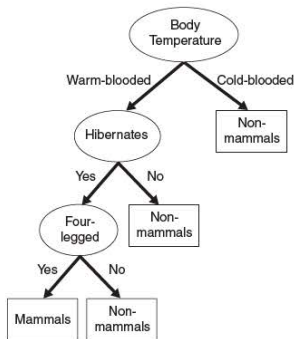 Body
Temperature
Warm-blooded
Cold-blooded
Hibernates
Non-
mammals
Yes
No
Four-
legged
Non-
mammals
Yes
No
Mammals
Non-
mammals